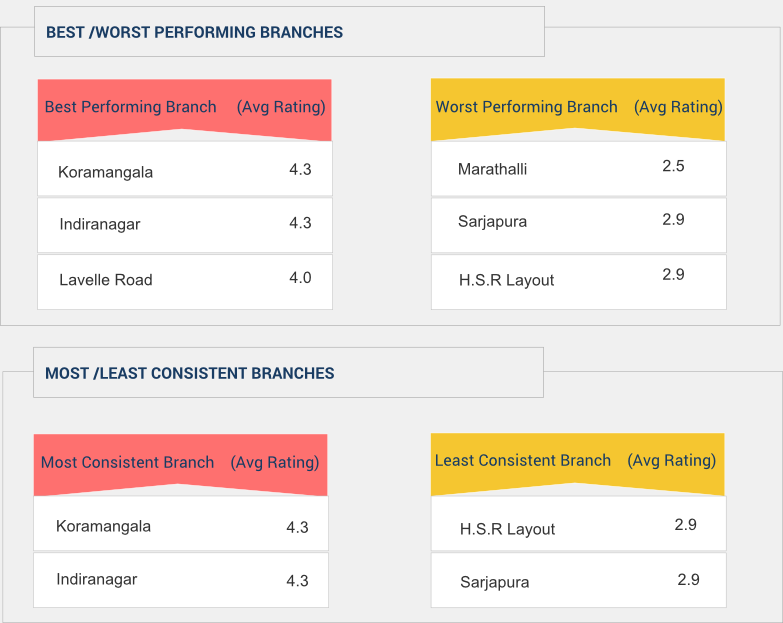 BEST /WORST PERFORMING BRANCHES
Best Performing Branch (Avg Rating)
Koramangala 4.3
Indiranagar 4.3
Lavelle Road 4.0
Worst Performing Branch (Avg Rating)
Marathalli 2.5
Sarjapura 2.9
H.S.R Layout 2.9
MOST /LEAST CONSISTENT BRANCHES
Most Consistent Branch (Avg Rating)
Koramangala 4.3
Indiranagar 4.3
Least Consistent Branch (Avg Rating)
H.S.R Layout 2.9
Sarjapura 2.9